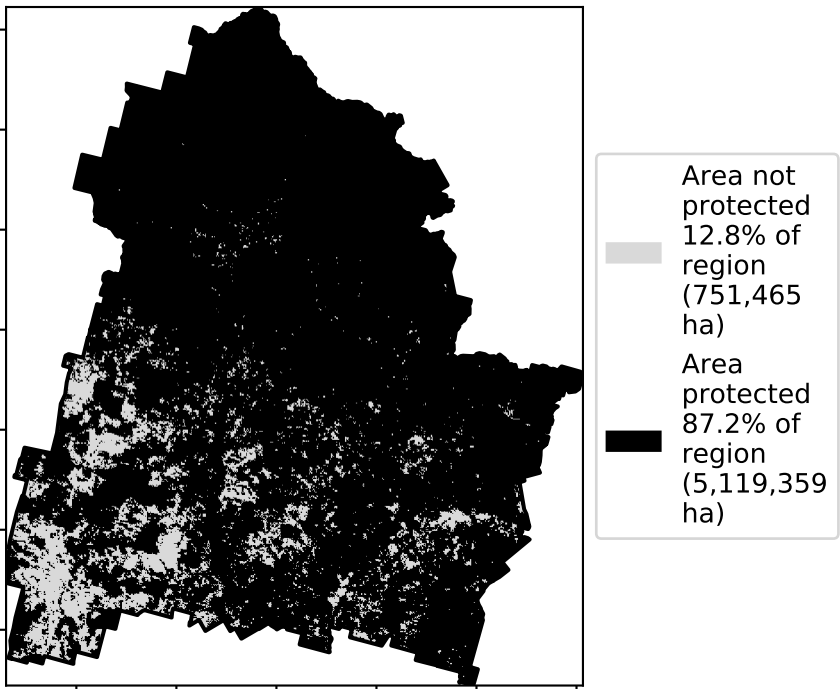 Area not
protected
12.8% of
region
(751,465
ha)
Area
protected
87.2% of
region
(5,119,359
ha)